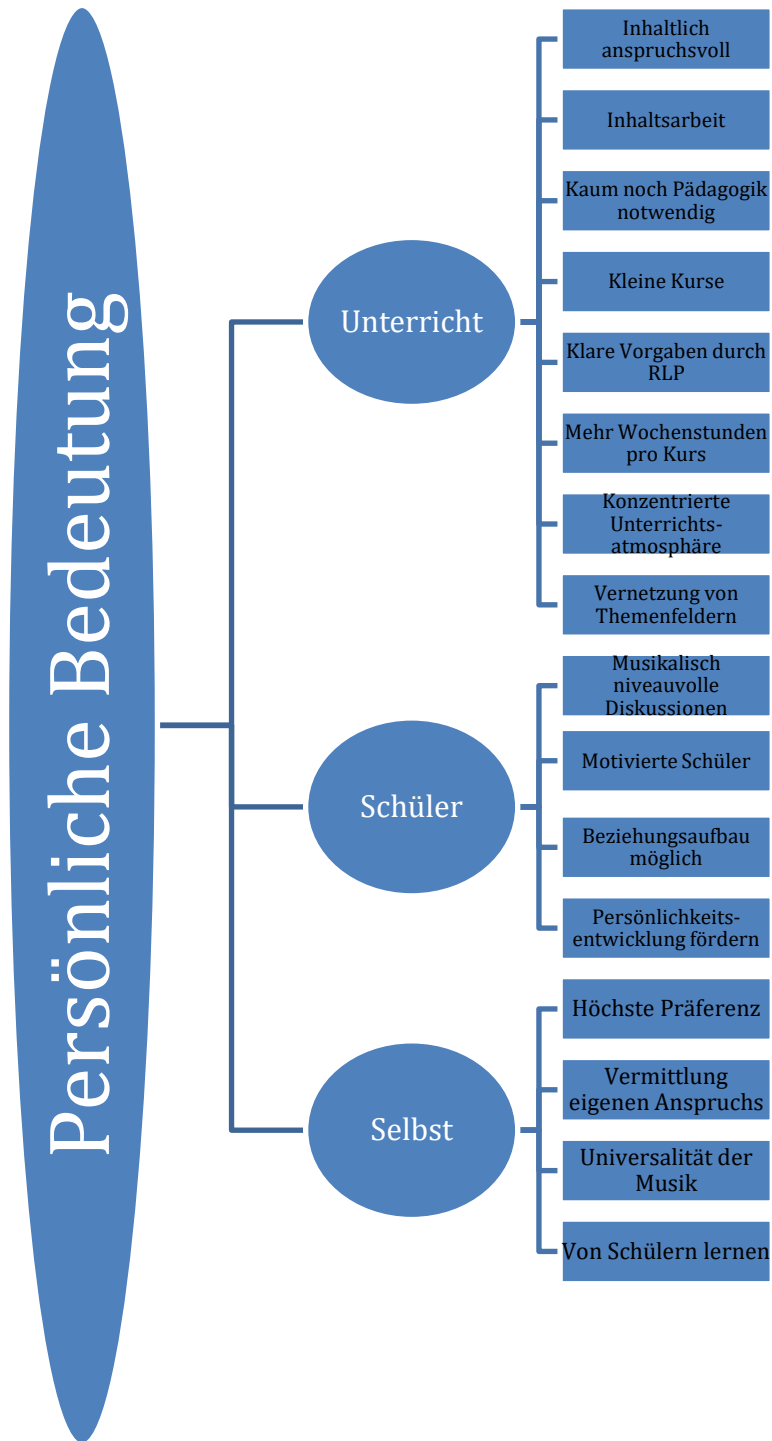 Persönliche Bedeutung
Unterricht
Inhaltlich
anspruchsvoll
Inhaltsarbeit
Kaum noch Pädagogik
notwendig
Kleine Kurse
Klare Vorgaben durch
RLP
Mehr Wochenstunden
pro Kurs
Konzentrierte
Unterrichts-
atmosphäre
Vernetzung von
Themenfeldern
Schüler
Musikalisch
niveauvolle
Diskussionen
Motivierte Schüler
Beziehungsaufbau
möglich
Persönlichkeits-
entwicklung fördern
Selbst
Höchste Präferenz
Vermittlung
eigenen Anspruchs
Universalität der
Musik
Von Schülern lernen